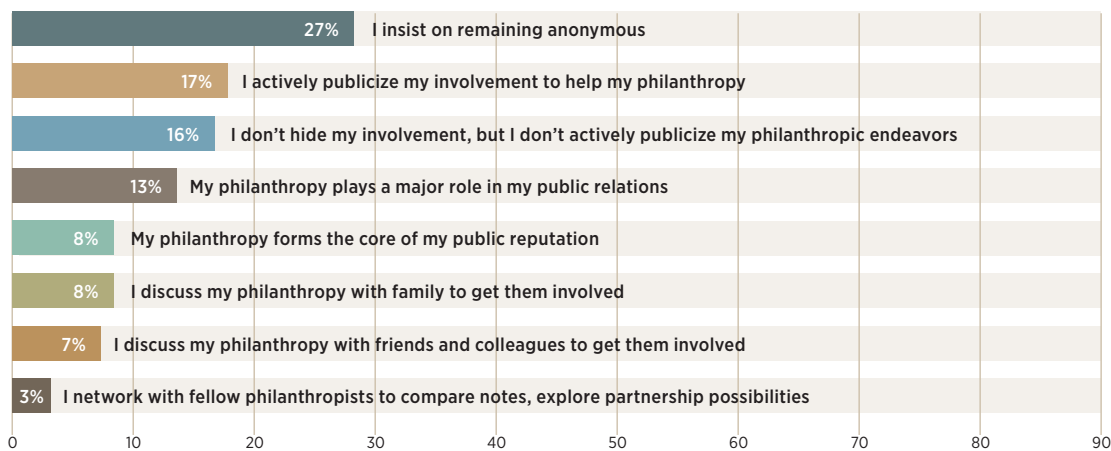 27% I insist on remaining anonymous
17% I actively publicize my involvement to help my philanthropy
16% I don’t hide my involvement, but I don’t actively publicize my philanthropic endeavors
13% My philanthropy plays a major role in my public relations
8% My philanthropy forms the core of my public reputation
8% I discuss my philanthropy with family to get them involved
7% I discuss my philanthropy with friends and colleagues to get them involved
3% I network with fellow philanthropists to compare notes, explore partnership possibilities
0 10 20 30 40 50 60 70 80 90